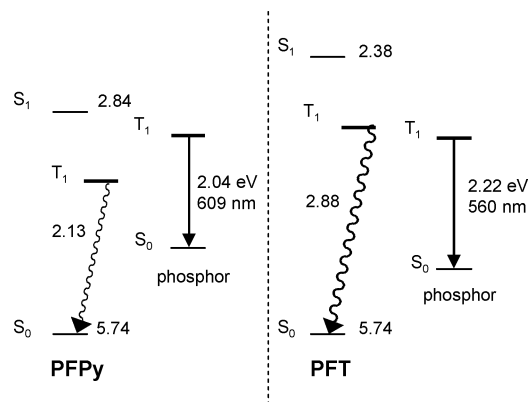 S1 2.84
T1
T1
2.04 eV
609 nm
2.13
S0
phosphor
S0 5.74
PFPy
S1 2.38
T1
T1
2.22 eV
560 nm
2.88
S0
phosphor
S0 5.74
PFT